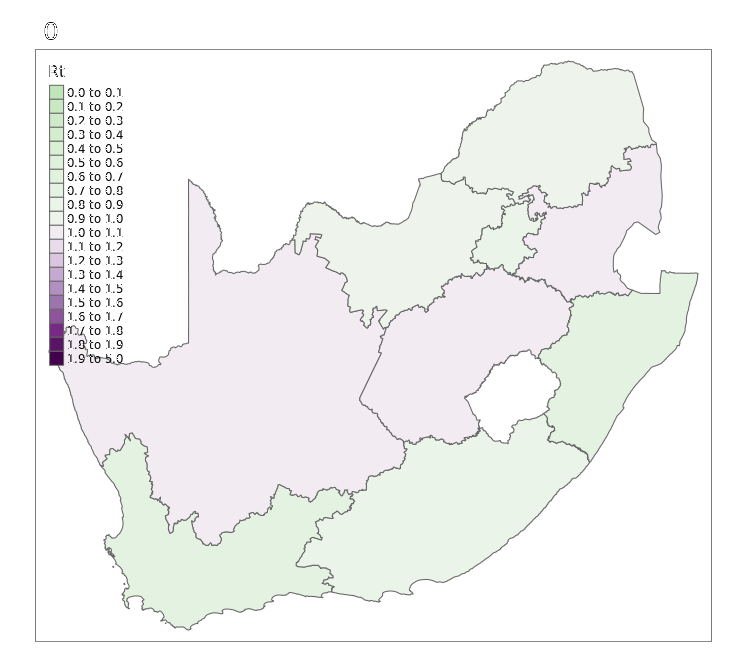 0
Rt
0.0 to 0.1
0.1 to 0.2
0.2 to 0.3
0.3 to 0.4
0.4 to 0.5
0.5 to 0.6
0.6 to 0.7
0.7 to 0.8
0.8 to 0.9
0.9 to 1.0
1.0 to 1.1
1.1 to 1.2
1.2 to 1.3
1.3 to 1.4
1.4 to 1.5
1.5 to 1.6
1.6 to 1.7
1.7 to 1.8
1.8 to 1.9
1.9 to 5.0